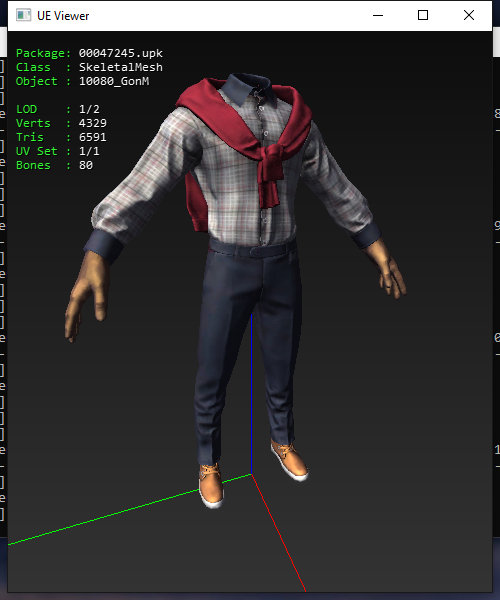 UE Viewer
Package: 00047245.upk
Class : SkeletalMesh
Object : 10080_GonM
LOD : 1/2
Verts : 4329
Tris : 6591
UV Set : 1/1
Bones : 80